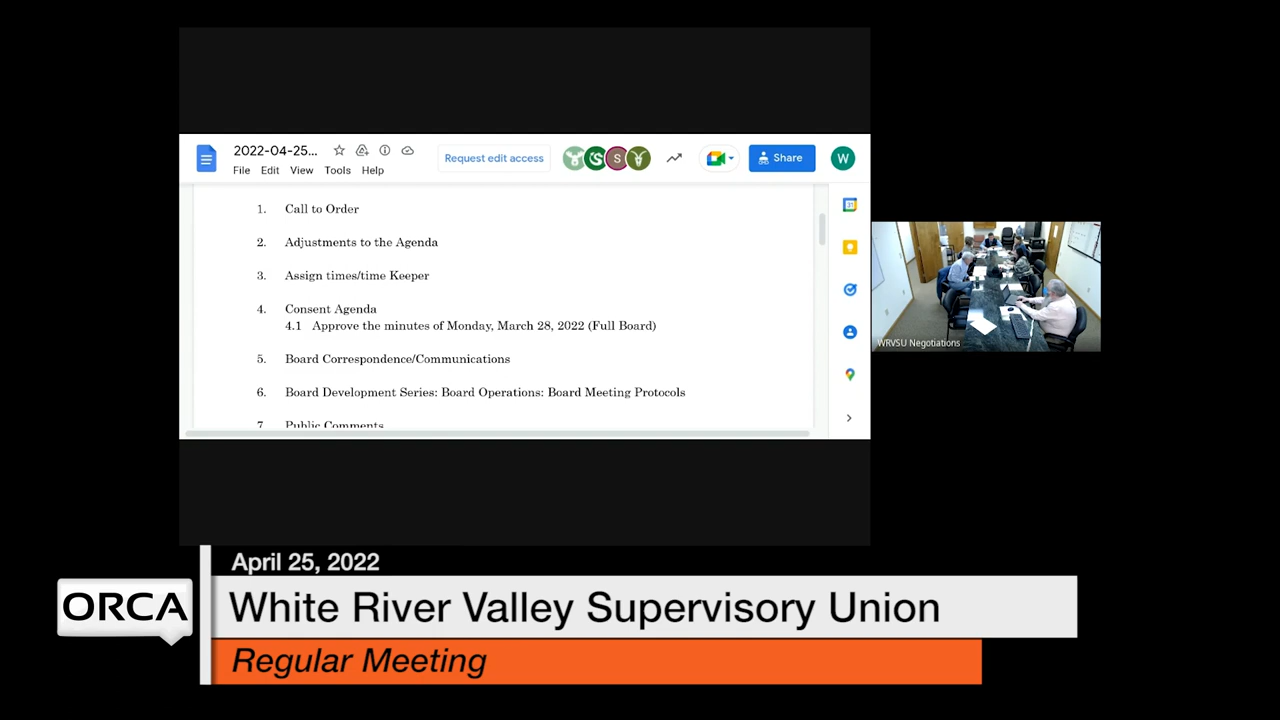 2022-04-25...
File Edit View Tools Help
Request edit access
S
Share
W
1. Call to Order
2. Adjustments to the Agenda
3. Assign times/time Keeper
4. Consent Agenda
4.1 Approve the minutes of Monday, March 28, 2022 (Full Board)
5. Board Correspondence/Communications
6. Board Development Series: Board Operations: Board Meeting Protocols
7. Public Comments
31
WRVSU Negotiations
April 25, 2022
ORCA
White River Valley Supervisory Union
Regular Meeting